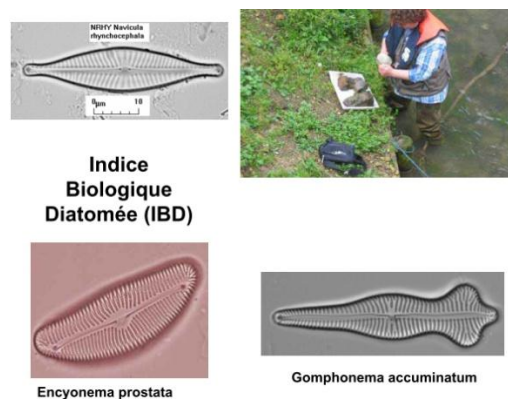 NRHY Navicula
rhynchocephala
0µm 10
Indice
Biologique
Diatomée (IBD)
Encyonema prostata
Gomphonema accuminatum